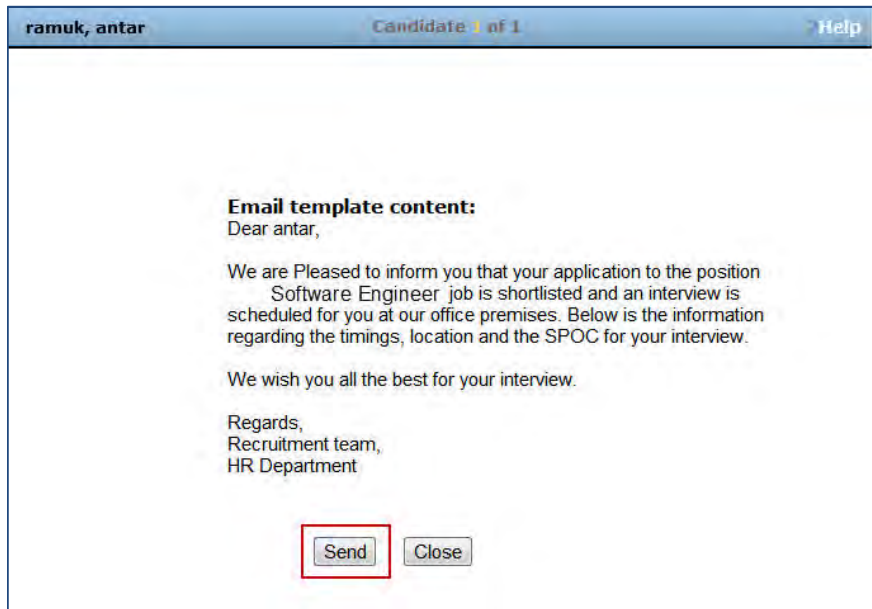 ramuk, antar
Candidate 1 of 1
?Help
Email template content:
Dear antar,
We are Pleased to inform you that your application to the position
Software Engineer job is shortlisted and an interview is
scheduled for you at our office premises. Below is the information
regarding the timings, location and the SPOC for your interview.
We wish you all the best for your interview.
Regards,
Recruitment team,
HR Department
Send
Close